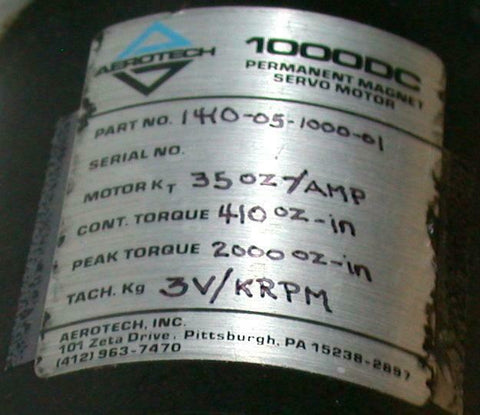 AEROTECH
1000DC
PERMANENT MAGNET
SERVO MOTOR
PART NO. 1410-05-1000-01
SERIAL NO.
MOTOR KT 35 OZ-/AMP
CONT. TORQUE 410 OZ-in
PEAK TORQUE 2000 OZ-in
TACH. Kg 3V/KRPM
AEROTECH, INC.
101 Zeta Drive, Pittsburgh, PA 15238-2897
(412) 963-7470